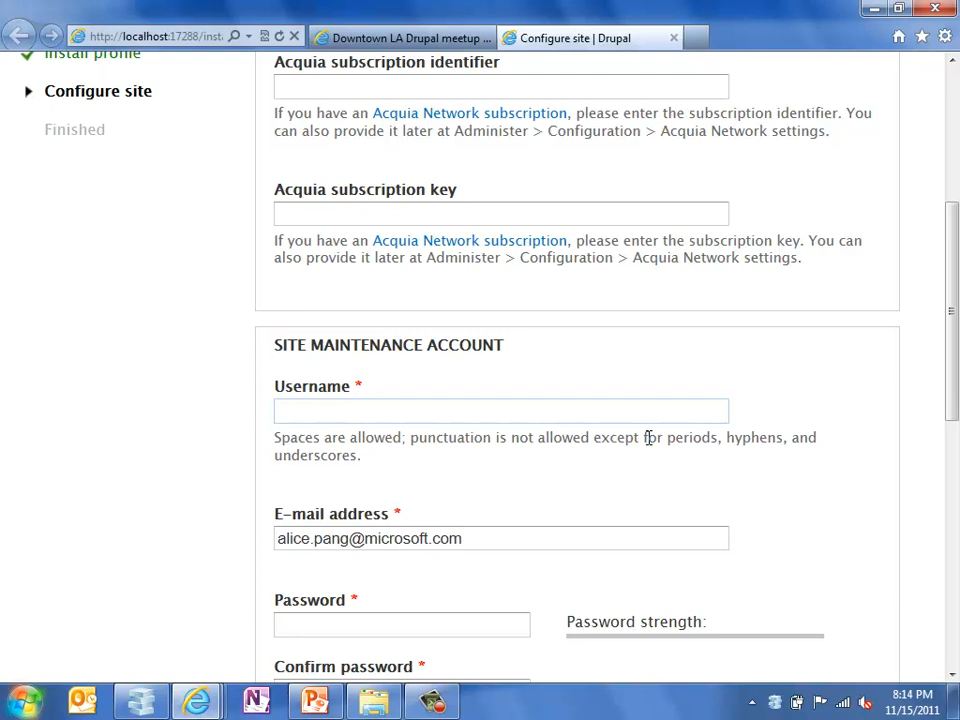 http://localhost:17288/inst
Downtown LA Drupal meetup ...
Configure site | Drupal
Install profile
Configure site
Finished
Acquia subscription identifier
If you have an Acquia Network subscription, please enter the subscription identifier. You
can also provide it later at Administer > Configuration > Acquia Network settings.
Acquia subscription key
If you have an Acquia Network subscription, please enter the subscription key. You can
also provide it later at Administer > Configuration > Acquia Network settings.
SITE MAINTENANCE ACCOUNT
Username *
Spaces are allowed; punctuation is not allowed except for periods, hyphens, and
underscores.
E-mail address *
alice.pang@microsoft.com
Password *
Password strength:
Confirm password *
8:14 PM
11/15/2011